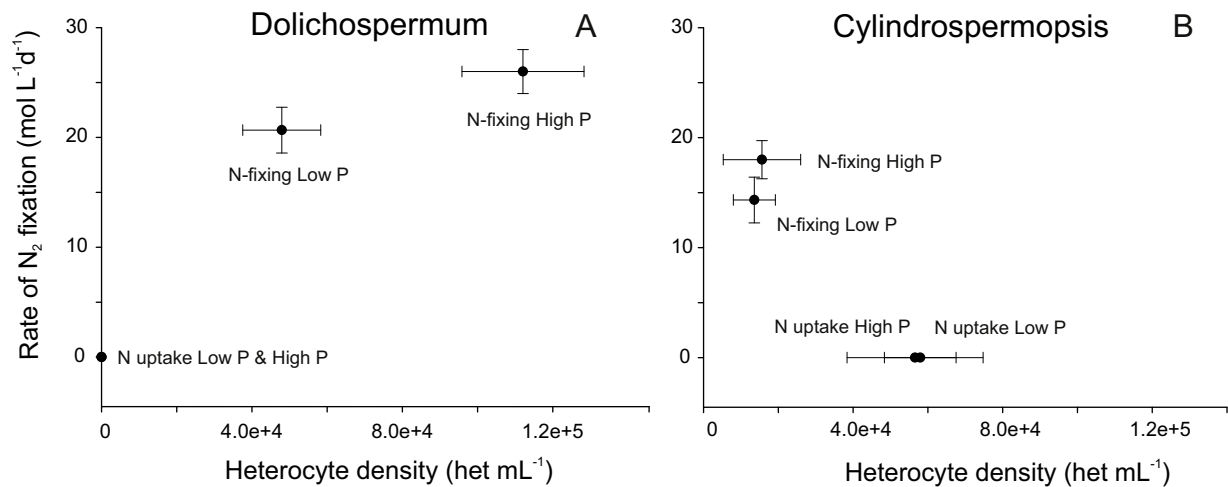 Dolichospermum A
Rate of N₂ fixation (mol L⁻¹d⁻¹)
30
20
10
0
N-fixing High P
N-fixing Low P
N uptake Low P & High P
0 4.0e+4 8.0e+4 1.2e+5
Heterocyte density (het mL⁻¹)
Cylindrospermopsis B
30
20
10
0
N-fixing High P
N-fixing Low P
N uptake High P N uptake Low P
0 4.0e+4 8.0e+4 1.2e+5
Heterocyte density (het mL⁻¹)